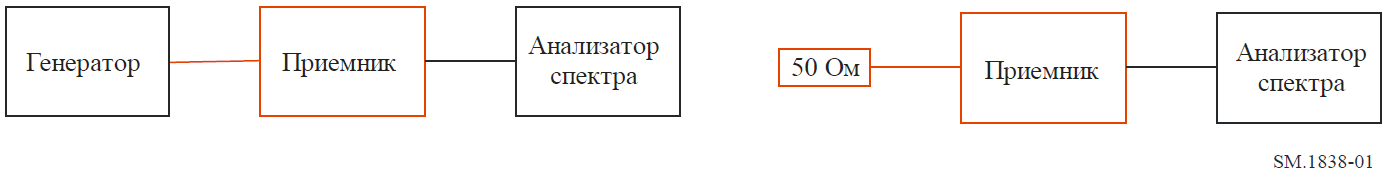 Генератор
Приемник
Анализатор
спектра
50 Ом
Приемник
Анализатор
спектра
SM.1838-01